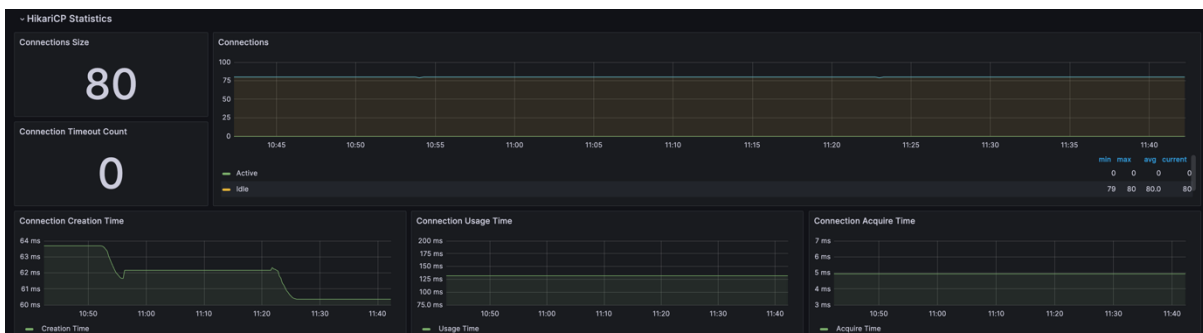 HikariCP Statistics
Connections Size
80
Connection Timeout Count
0
Connections
100
75
50
25
0
10:45 10:50 10:55 11:00 11:05 11:10 11:15 11:20 11:25 11:30 11:35 11:40
min max avg current
Active 0 0 0 0
Idle 79 80 80.0 80
Connection Creation Time
64 ms
63 ms
62 ms
61 ms
60 ms
10:50 11:00 11:10 11:20 11:30 11:40
Creation Time
Connection Usage Time
200 ms
175 ms
150 ms
125 ms
100 ms
75.0 ms
10:50 11:00 11:10 11:20 11:30 11:40
Usage Time
Connection Acquire Time
7 ms
6 ms
5 ms
4 ms
3 ms
10:50 11:00 11:10 11:20 11:30 11:40
Acquire Time